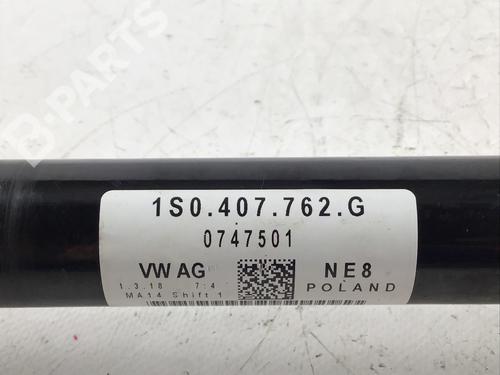 B-PARTS
1S0.407.762.G
0747501
VW AG
NE8
1.3.18 7:4
POLAND
MA14 Shift 1